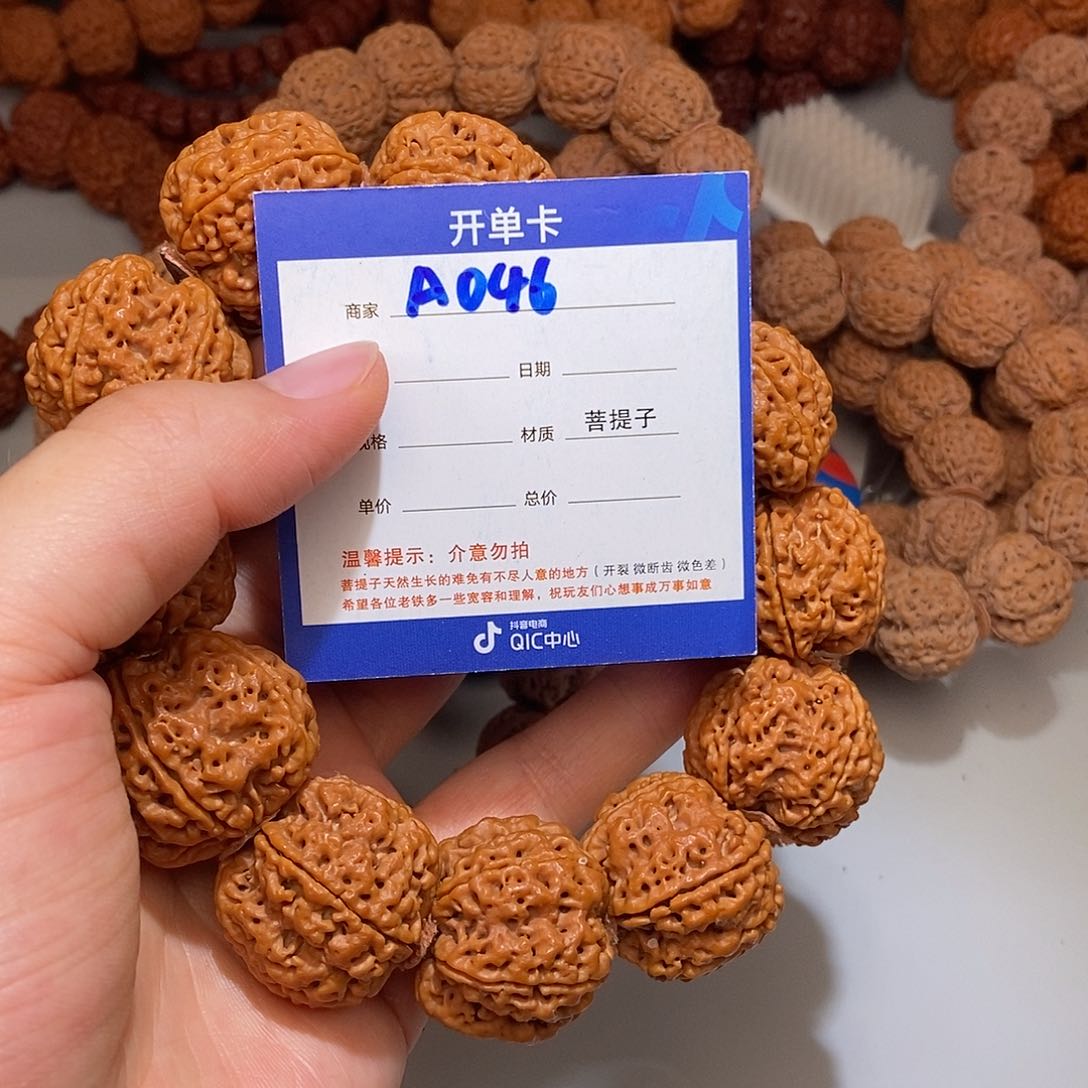 开单卡
商家 A046
日期
格 材质 菩提子
单价 总价
温馨提示：介意勿拍
菩提子天然生长的难免有不尽人意的地方（开裂 微断齿 微色差）
希望各位老铁多一些宽容和理解，祝玩友们心想事成万事如意
抖音电商
QIC中心